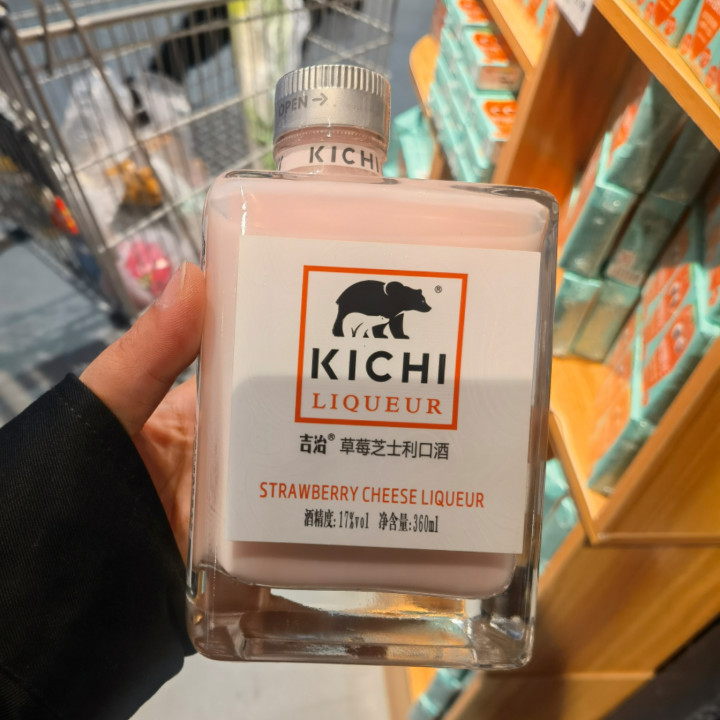 OPEN →
KICHI
®
KICHI
LIQUEUR
吉治® 草莓芝士利口酒
STRAWBERRY CHEESE LIQUEUR
酒精度:17%vol 净含量:360ml